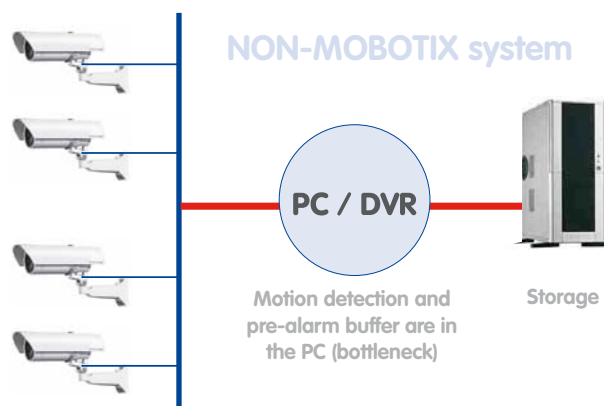 NON-MOBOTIX system
PC / DVR
Motion detection and
pre-alarm buffer are in
the PC (bottleneck)
Storage